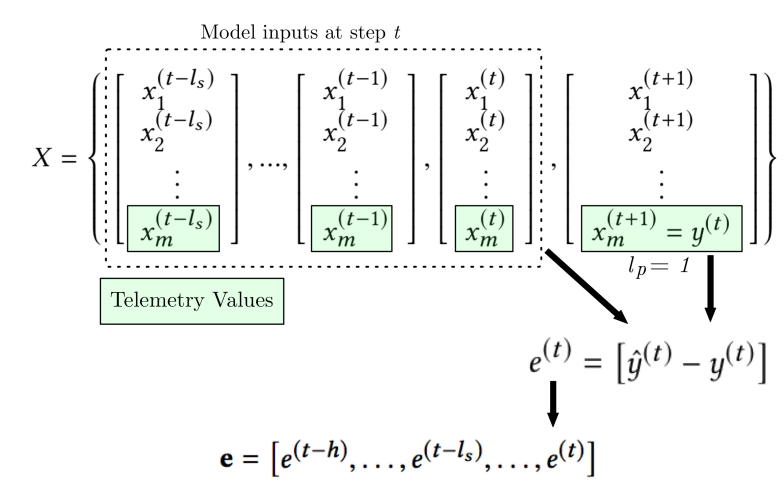 Model inputs at step t
X = { [ x_1^{(t-l_s)} x_2^{(t-l_s)} ⋮ x_m^{(t-l_s)} ] , ..., [ x_1^{(t-1)} x_2^{(t-1)} ⋮ x_m^{(t-1)} ] , [ x_1^{(t)} x_2^{(t)} ⋮ x_m^{(t)} ] , [ x_1^{(t+1)} x_2^{(t+1)} ⋮ x_m^{(t+1)} = y^{(t)} ] }
l_p = 1
Telemetry Values
e^{(t)} = [ŷ^{(t)} − y^{(t)}]
e = [e^{(t−h)}, . . . , e^{(t−l_s)}, . . . , e^{(t)}]